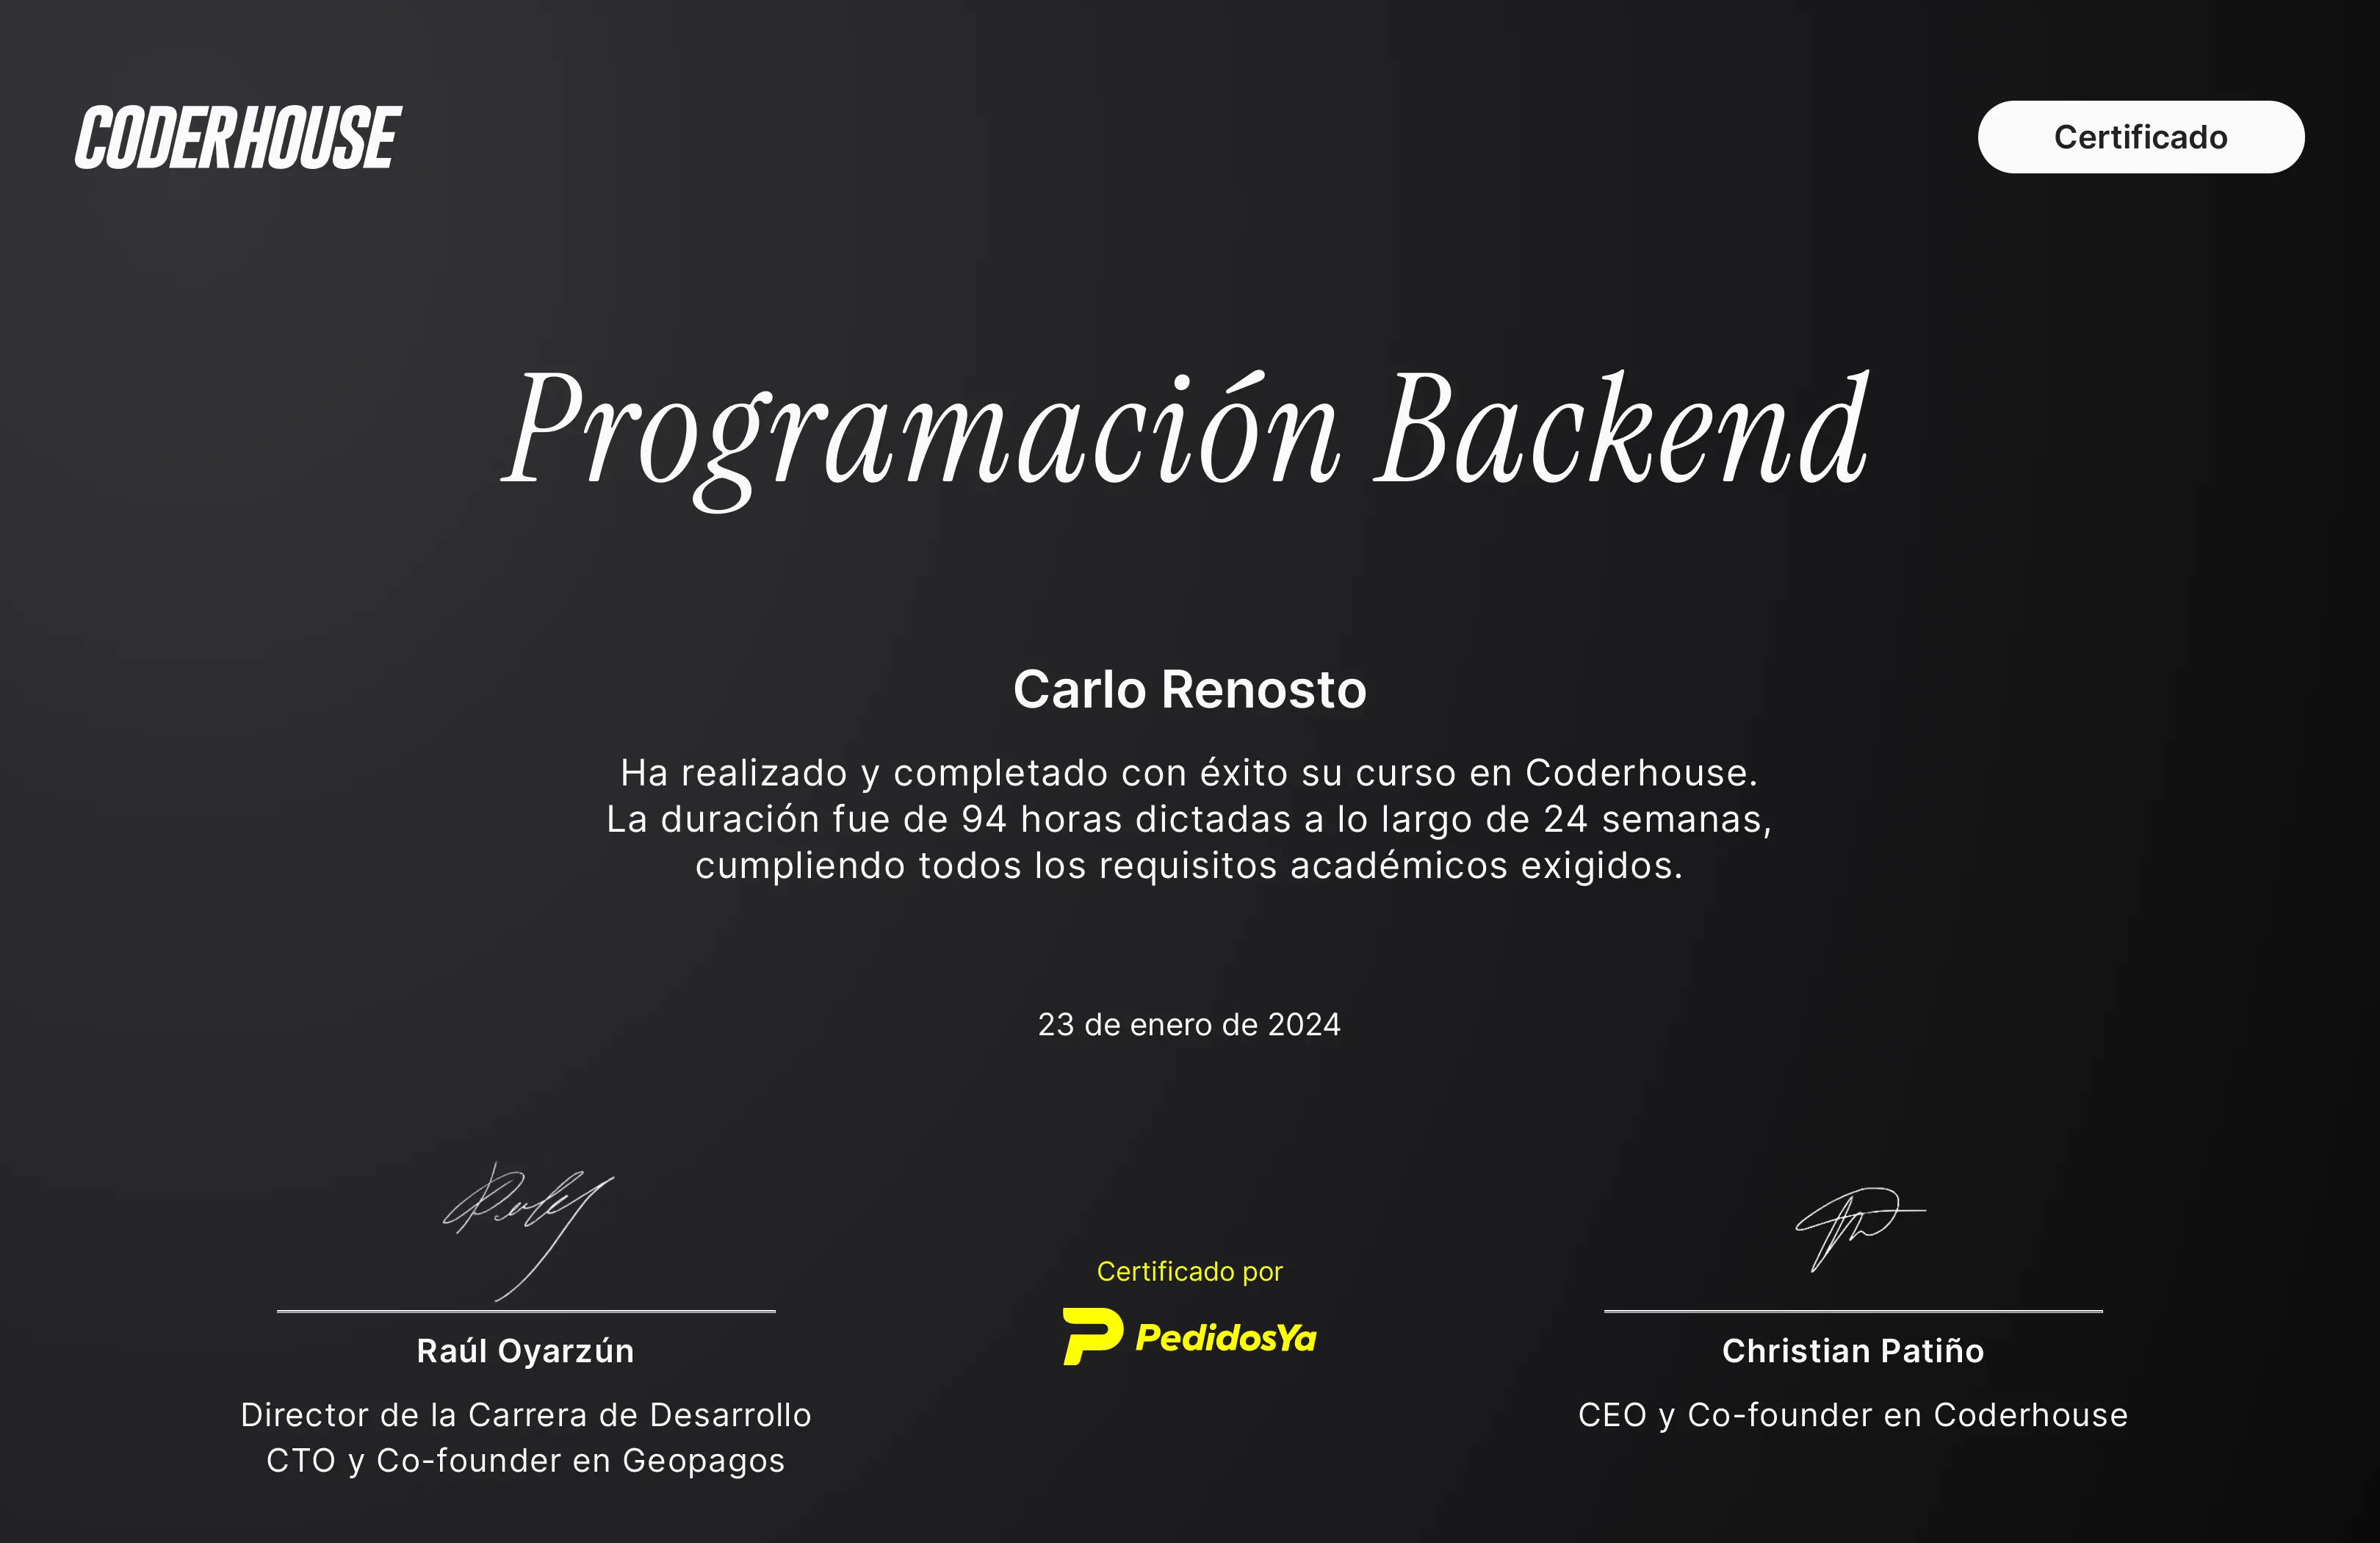 CODERHOUSE
Certificado
Programación Backend
Carlo Renosto
Ha realizado y completado con éxito su curso en Coderhouse.
La duración fue de 94 horas dictadas a lo largo de 24 semanas,
cumpliendo todos los requisitos académicos exigidos.
23 de enero de 2024
Certificado por
PedidosYa
Raúl Oyarzún
Director de la Carrera de Desarrollo
CTO y Co-founder en Geopagos
Christian Patiño
CEO y Co-founder en Coderhouse